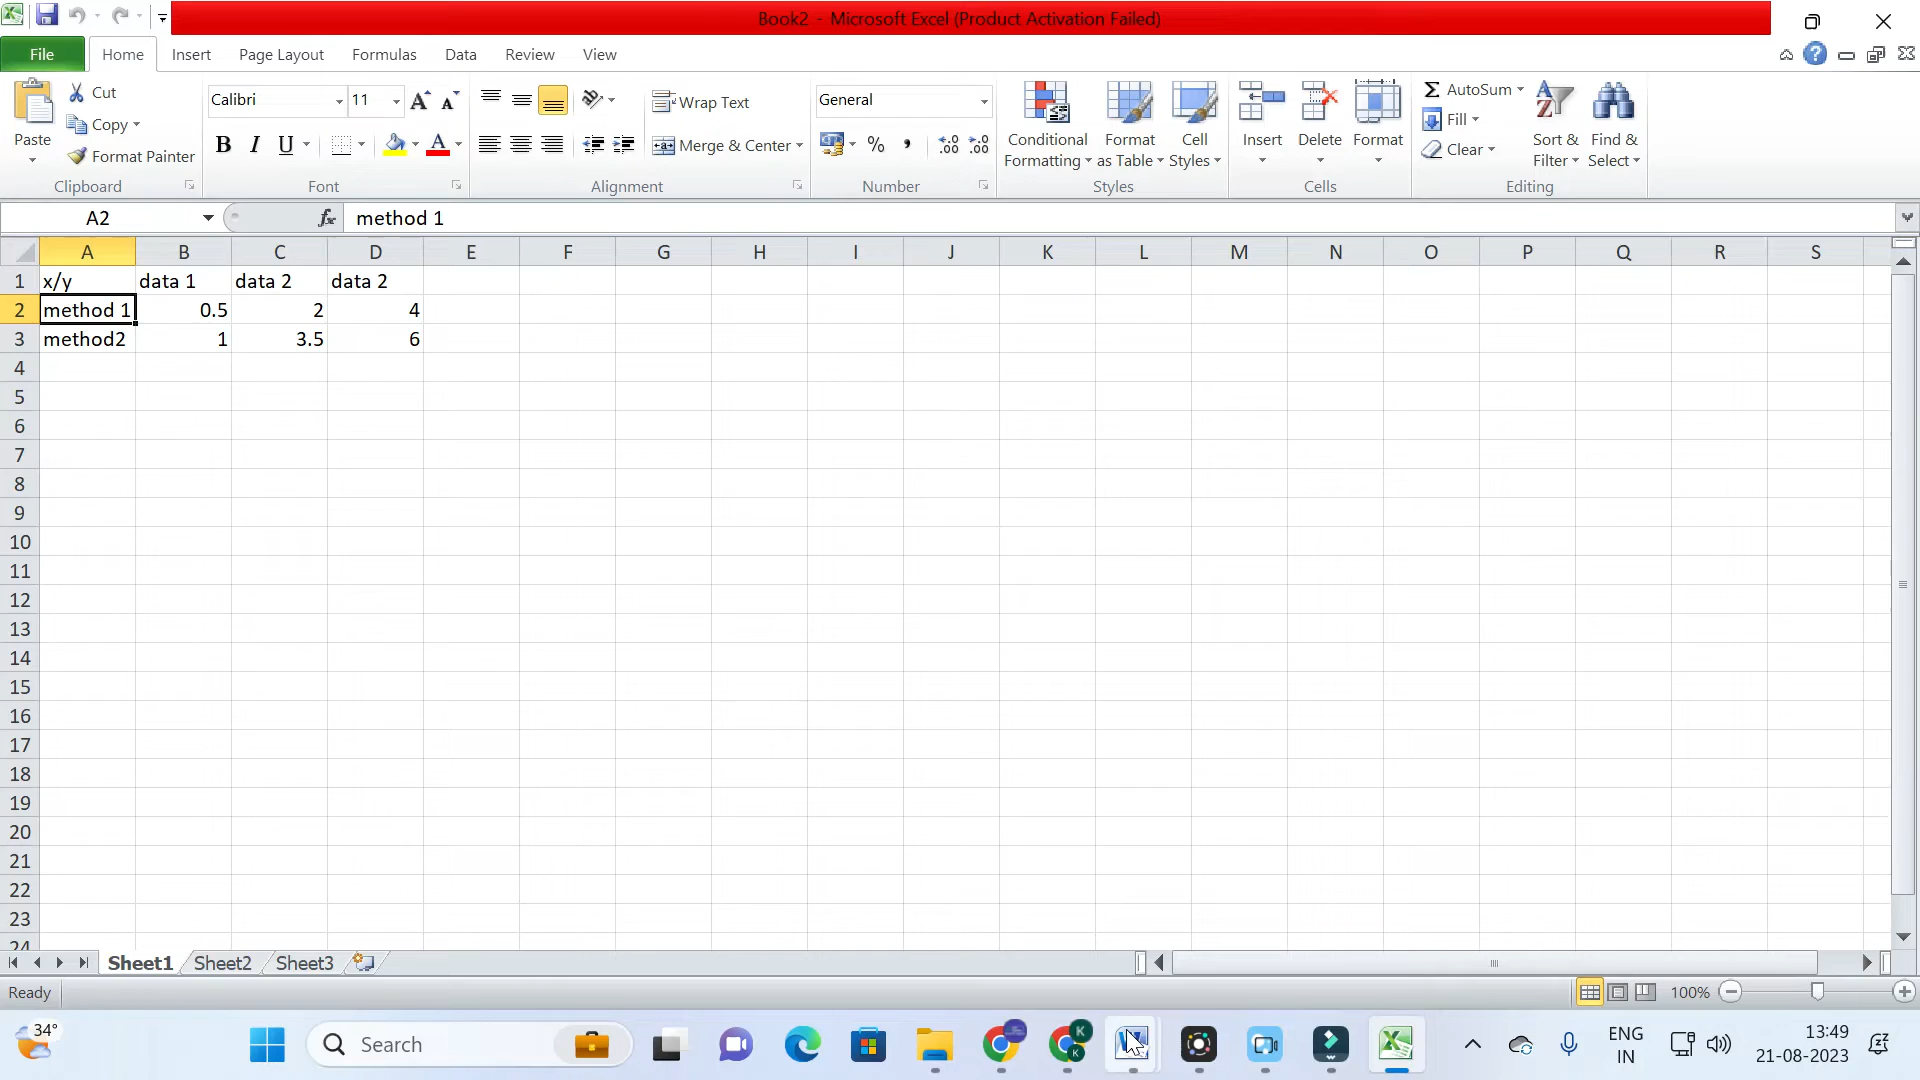 Book2 - Microsoft Excel (Product Activation Failed)
File Home Insert Page Layout Formulas Data Review View
Paste
Cut
Copy
Format Painter
Clipboard
Calibri 11
B I U
Font
Wrap Text
Merge & Center
Alignment
General
% , .00 .00
Number
Conditional Formatting
Format as Table
Cell Styles
Styles
Insert Delete Format
Cells
AutoSum
Fill
Clear
Sort & Filter
Find & Select
Editing
A2 fx method 1
A B C D E F G H I J K L M N O P Q R S
1 x/y data 1 data 2 data 2
2 method 1 0.5 2 4
3 method2 1 3.5 6
4
5
6
7
8
9
10
11
12
13
14
15
16
17
18
19
20
21
22
23
24
Sheet1 Sheet2 Sheet3
Ready 100%
34° Search K K ENG 13:49
IN 21-08-2023